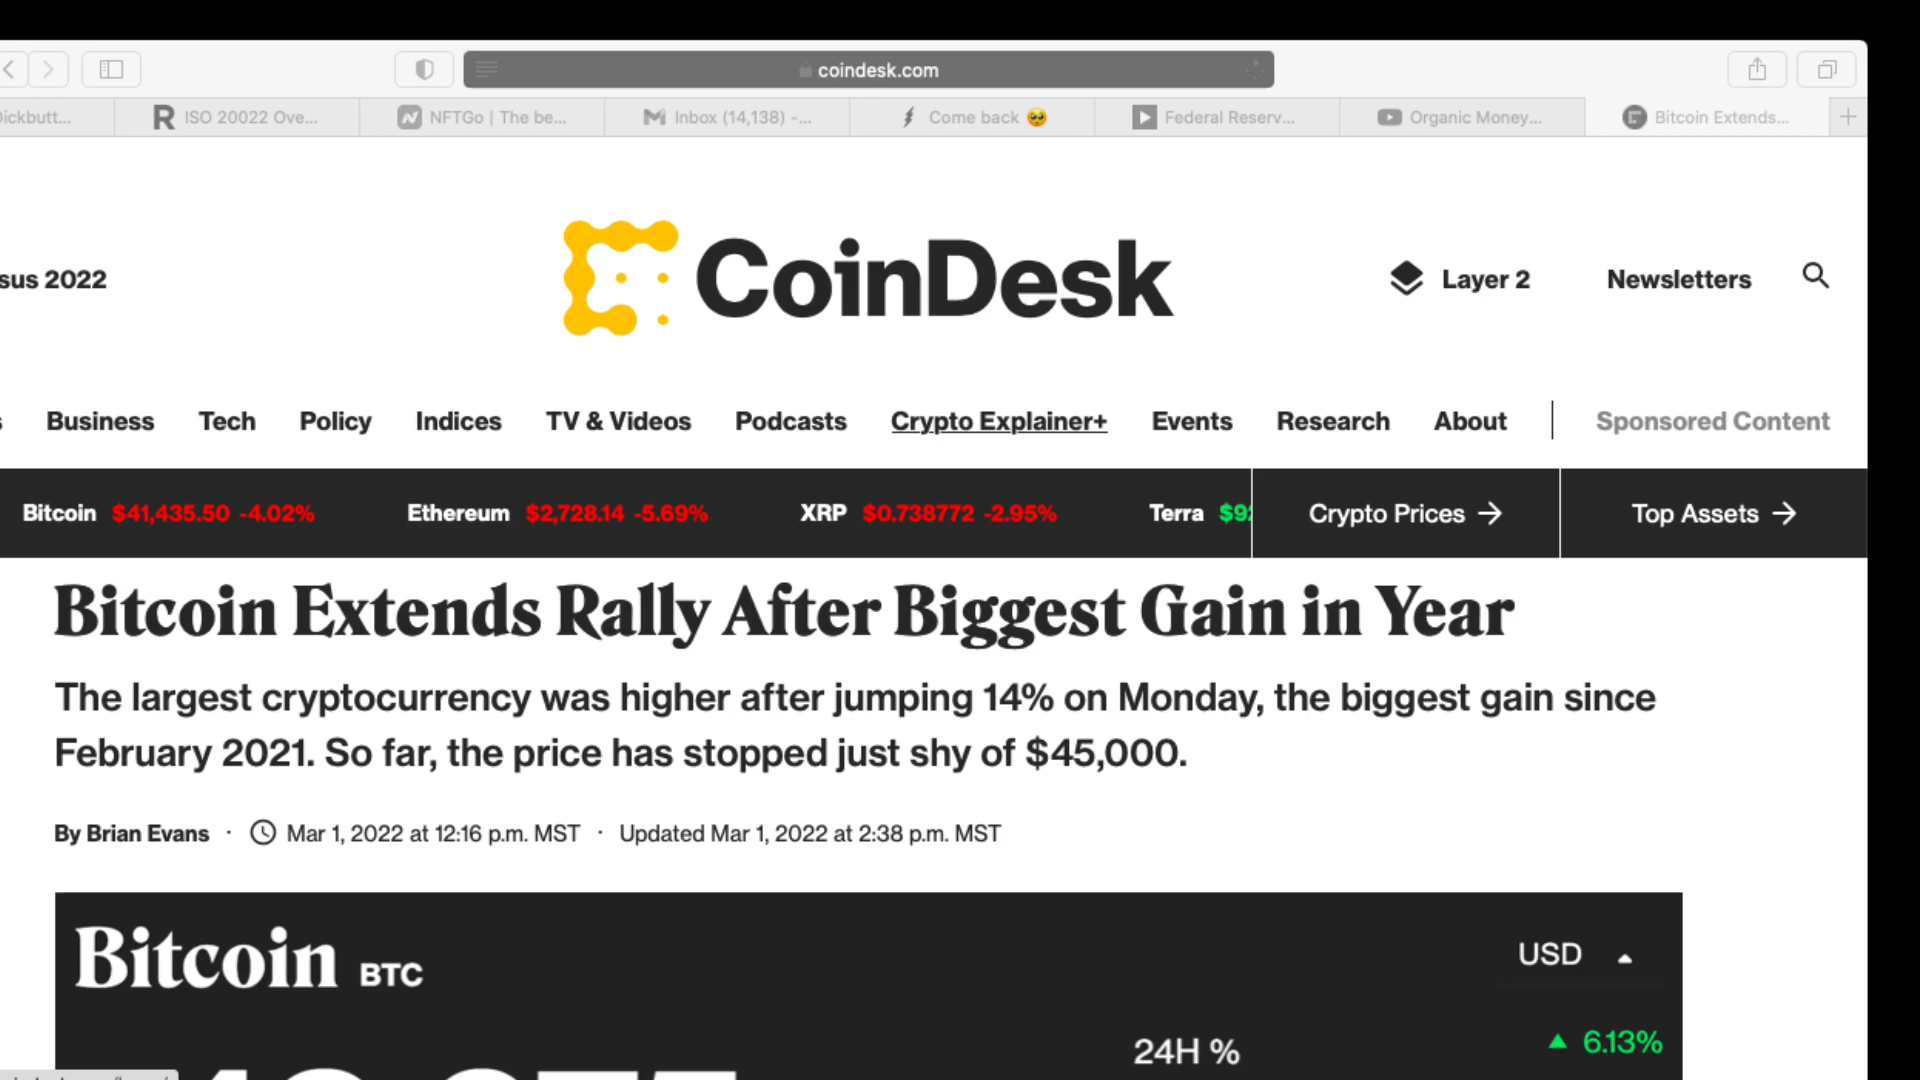 coindesk.com
ickbutt...
ISO 20022 Ove...
NFTGo | The be...
Inbox (14,138) -...
Come back 🥺
Federal Reserv...
Organic Money...
Bitcoin Extends...
sus 2022
CoinDesk
Layer 2
Newsletters
s Business Tech Policy Indices TV & Videos Podcasts Crypto Explainer+ Events Research About | Sponsored Content
Bitcoin $41,435.50 -4.02% Ethereum $2,728.14 -5.69% XRP $0.738772 -2.95% Terra $92 Crypto Prices → Top Assets →
Bitcoin Extends Rally After Biggest Gain in Year
The largest cryptocurrency was higher after jumping 14% on Monday, the biggest gain since
February 2021. So far, the price has stopped just shy of $45,000.
By Brian Evans · Mar 1, 2022 at 12:16 p.m. MST · Updated Mar 1, 2022 at 2:38 p.m. MST
Bitcoin BTC
USD
24H %
6.13%